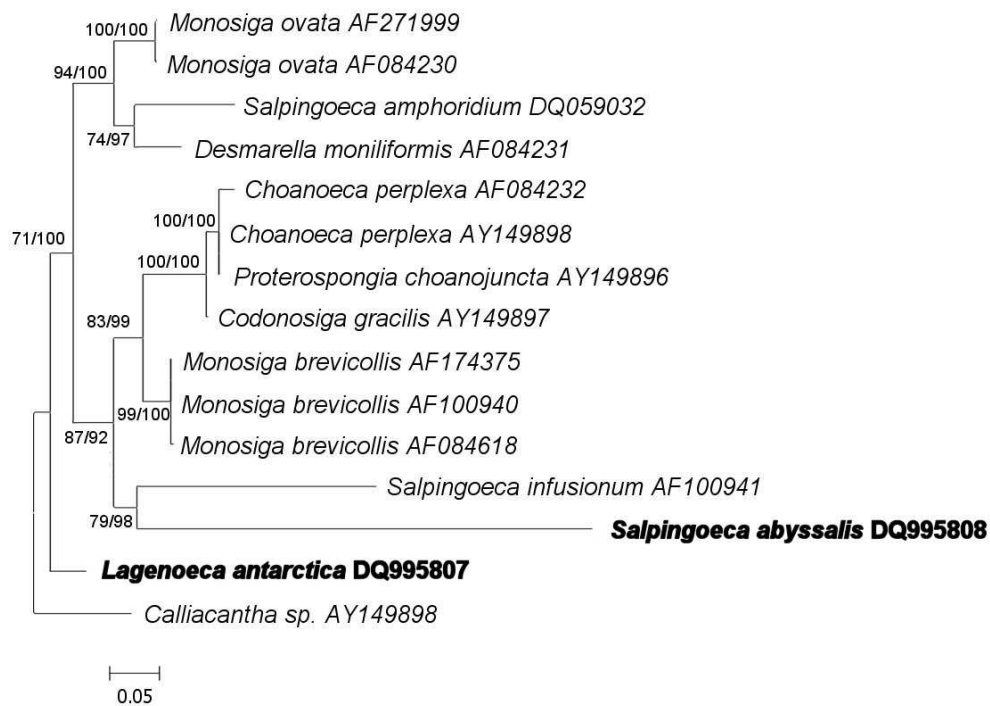 100/100
Monosiga ovata AF271999
Monosiga ovata AF084230
94/100
Salpingoeca amphoridium DQ059032
74/97
Desmarella moniliformis AF084231
Choanoeca perplexa AF084232
100/100
Choanoeca perplexa AY149898
71/100
100/100
Proterospongia choanojuncta AY149896
83/99
Codonosiga gracilis AY149897
Monosiga brevicollis AF174375
99/100
Monosiga brevicollis AF100940
87/92
Monosiga brevicollis AF084618
Salpingoeca infusionum AF100941
79/98
Salpingoeca abyssalis DQ995808
Lagenoeca antarctica DQ995807
Calliacantha sp. AY149898
0.05